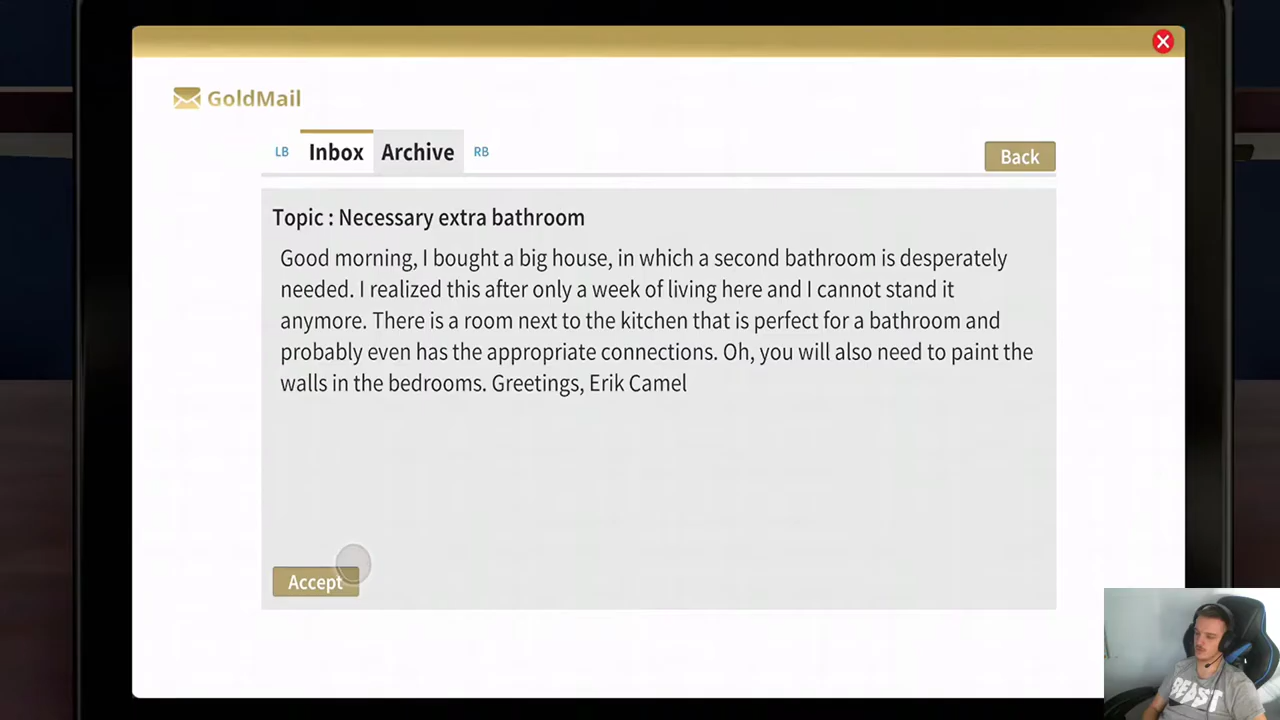 GoldMail
LB Inbox Archive RB
Back
Topic : Necessary extra bathroom
Good morning, I bought a big house, in which a second bathroom is desperately
needed. I realized this after only a week of living here and I cannot stand it
anymore. There is a room next to the kitchen that is perfect for a bathroom and
probably even has the appropriate connections. Oh, you will also need to paint the
walls in the bedrooms. Greetings, Erik Camel
Accept
BEAST